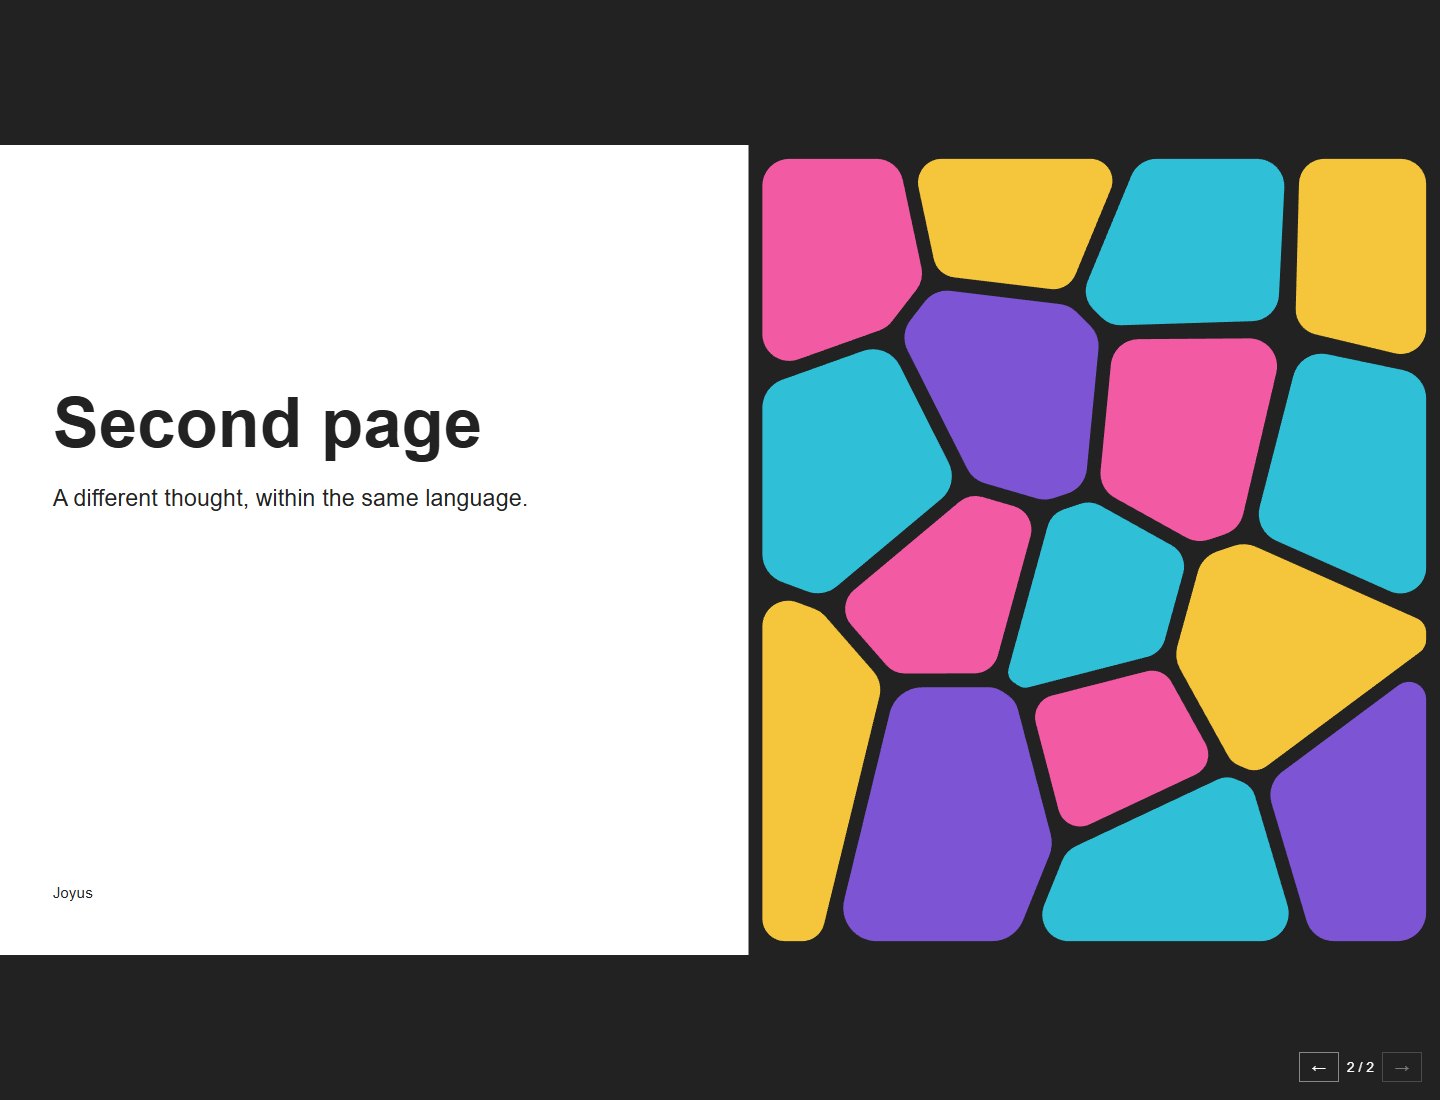 Second page
A different thought, within the same language.
Joyus
← 2 / 2 →